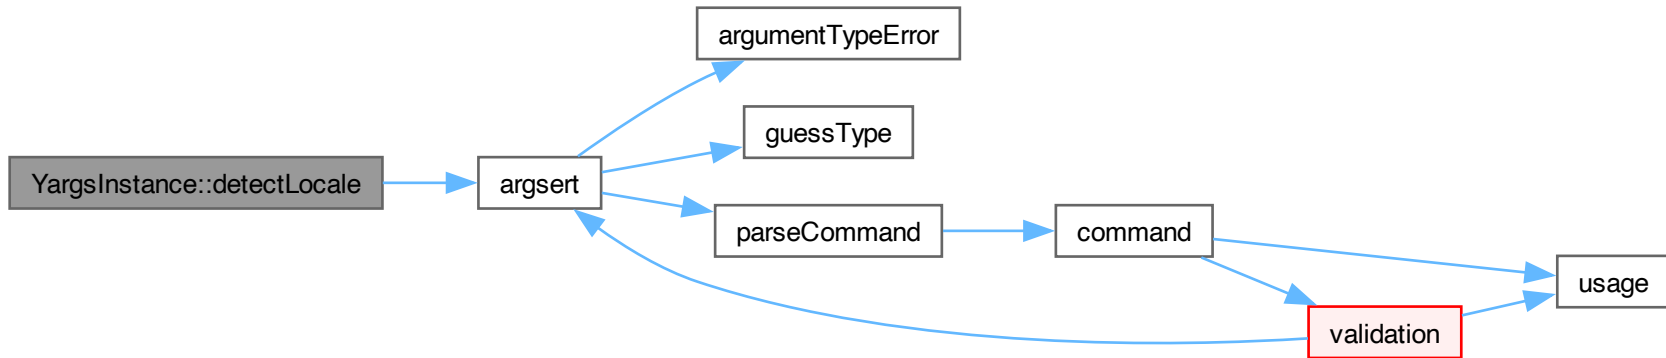 argumentTypeError
guessType
YargsInstance::detectLocale
argsert
parseCommand
command
usage
validation